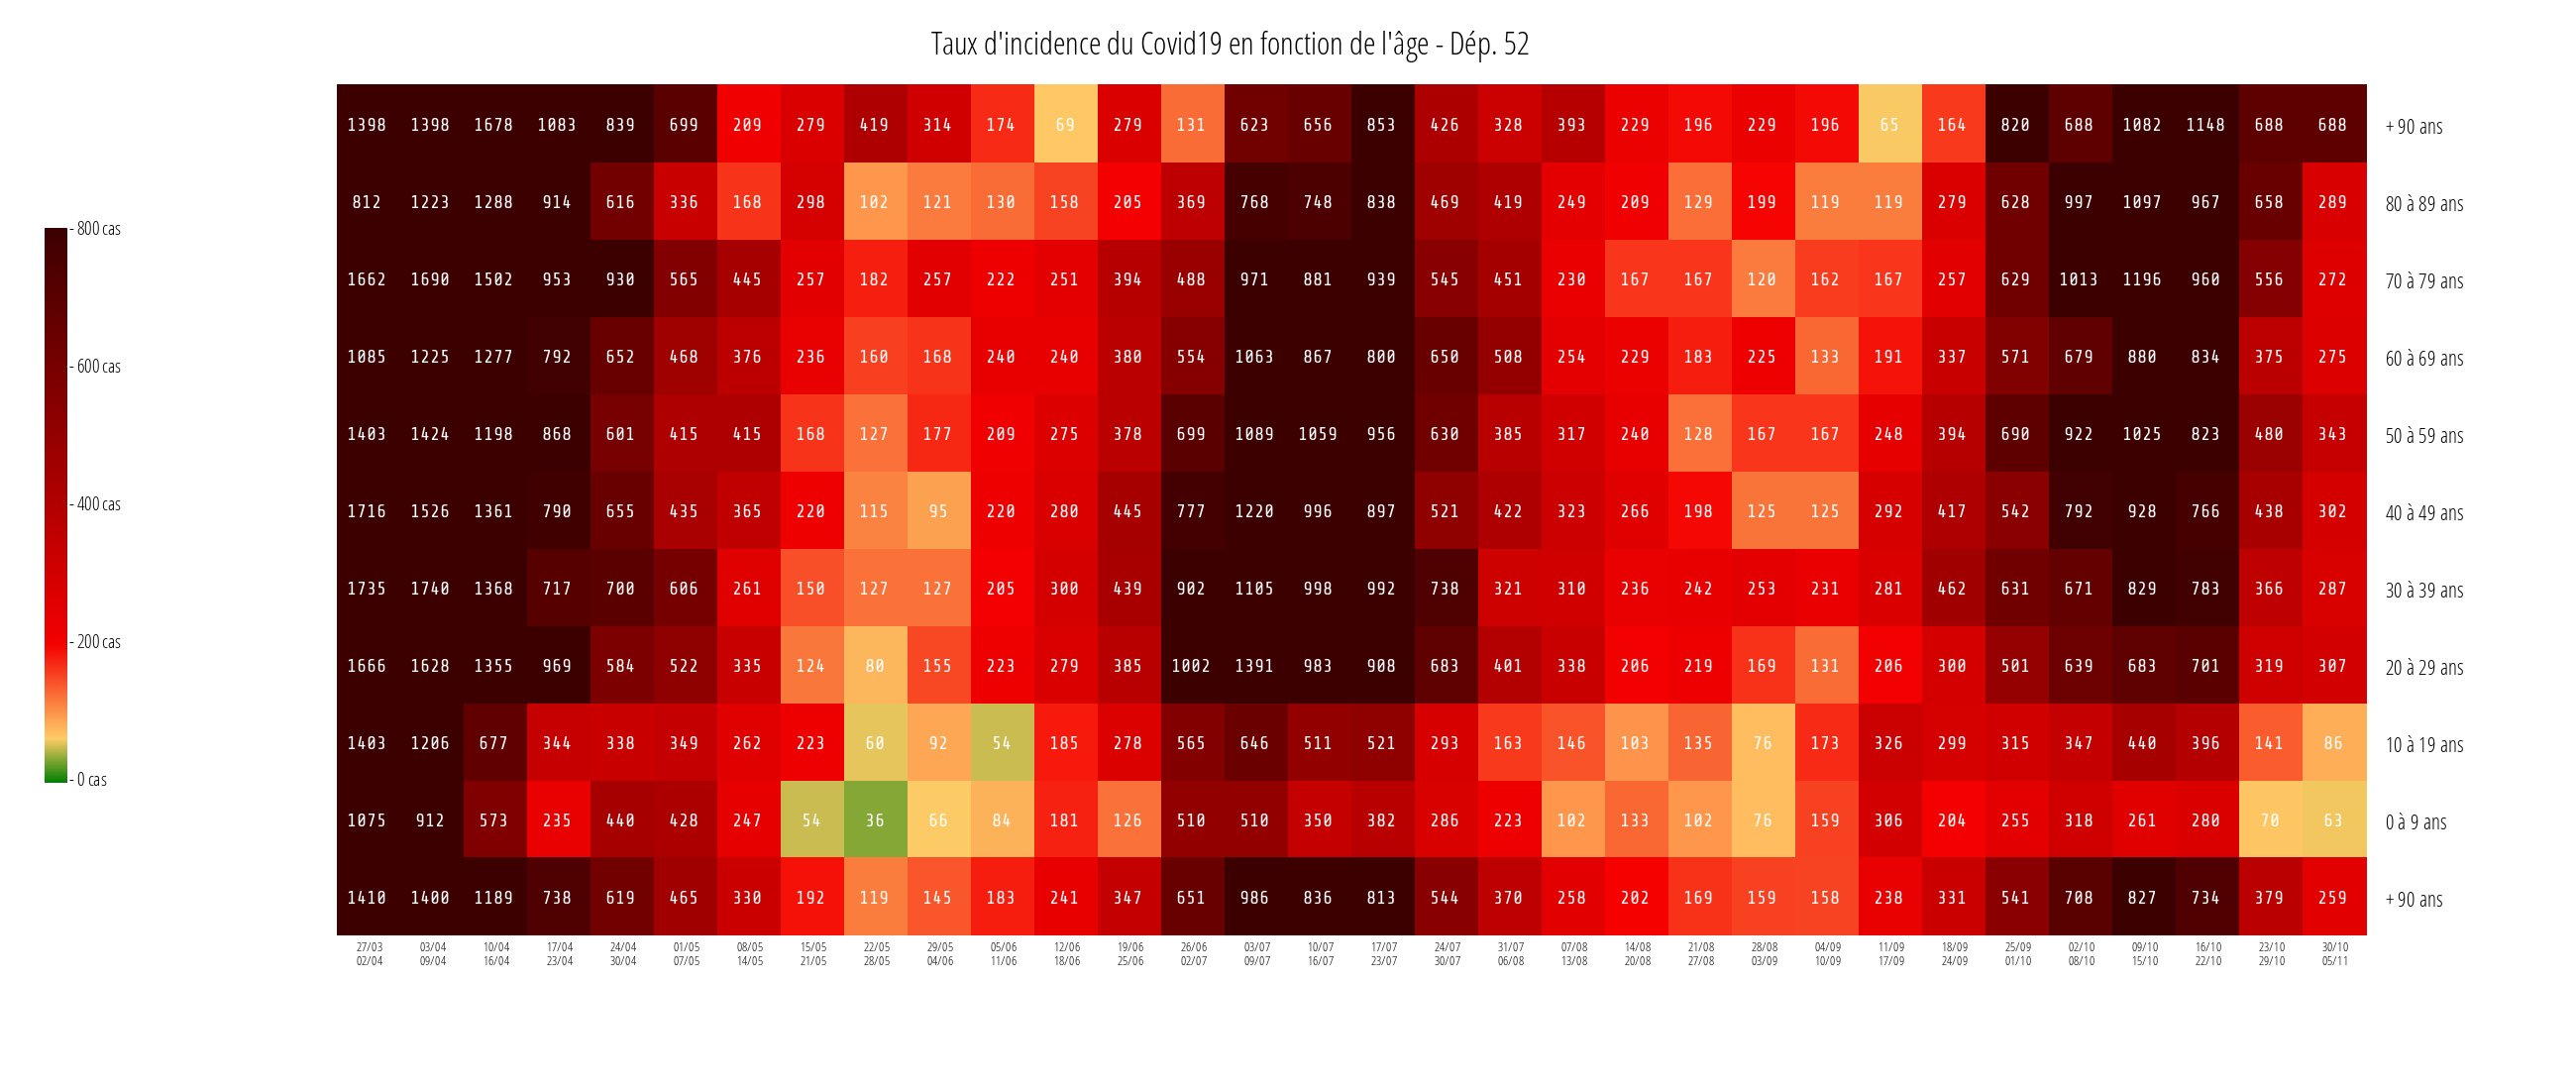 Taux d'incidence du Covid19 en fonction de l'âge - Dép. 52
1398 1398 1678 1083 839 699 209 279 419 314 174 69 279 131 623 656 853 426 328 393 229 196 229 196 65 164 820 688 1082 1148 688 688 + 90 ans
812 1223 1288 914 616 336 168 298 102 121 130 158 205 369 768 748 838 469 419 249 209 129 199 119 119 279 628 997 1097 967 658 289 80 à 89 ans
- 800 cas
1662 1690 1502 953 930 565 445 257 182 257 222 251 394 488 971 881 939 545 451 230 167 167 120 162 167 257 629 1013 1196 960 556 272 70 à 79 ans
1085 1225 1277 792 652 468 376 236 160 168 240 240 380 554 1063 867 800 650 508 254 229 183 225 133 191 337 571 679 880 834 375 275 60 à 69 ans
- 600 cas
1403 1424 1198 868 601 415 415 168 127 177 209 275 378 699 1089 1059 956 630 385 317 240 128 167 167 248 394 690 922 1025 823 480 343 50 à 59 ans
- 400 cas
1716 1526 1361 790 655 435 365 220 115 95 220 280 445 777 1220 996 897 521 422 323 266 198 125 125 292 417 542 792 928 766 438 302 40 à 49 ans
1735 1740 1368 717 700 606 261 150 127 127 205 300 439 902 1105 998 992 738 321 310 236 242 253 231 281 462 631 671 829 783 366 287 30 à 39 ans
- 200 cas
1666 1628 1355 969 584 522 335 124 80 155 223 279 385 1002 1391 983 908 683 401 338 206 219 169 131 206 300 501 639 683 701 319 307 20 à 29 ans
1403 1206 677 344 338 349 262 223 60 92 54 185 278 565 646 511 521 293 163 146 103 135 76 173 326 299 315 347 440 396 141 86 10 à 19 ans
- 0 cas
1075 912 573 235 440 428 247 54 36 66 84 181 126 510 510 350 382 286 223 102 133 102 76 159 306 204 255 318 261 280 70 63 0 à 9 ans
1410 1400 1189 738 619 465 330 192 119 145 183 241 347 651 986 836 813 544 370 258 202 169 159 158 238 331 541 708 827 734 379 259 + 90 ans
27/03 03/04 10/04 17/04 24/04 01/05 08/05 15/05 22/05 29/05 05/06 12/06 19/06 26/06 03/07 10/07 17/07 24/07 31/07 07/08 14/08 21/08 28/08 04/09 11/09 18/09 25/09 02/10 09/10 16/10 23/10 30/10
02/04 09/04 16/04 23/04 30/04 07/05 14/05 21/05 28/05 04/06 11/06 18/06 25/06 02/07 09/07 16/07 23/07 30/07 06/08 13/08 20/08 27/08 03/09 10/09 17/09 24/09 01/10 08/10 15/10 22/10 29/10 05/11